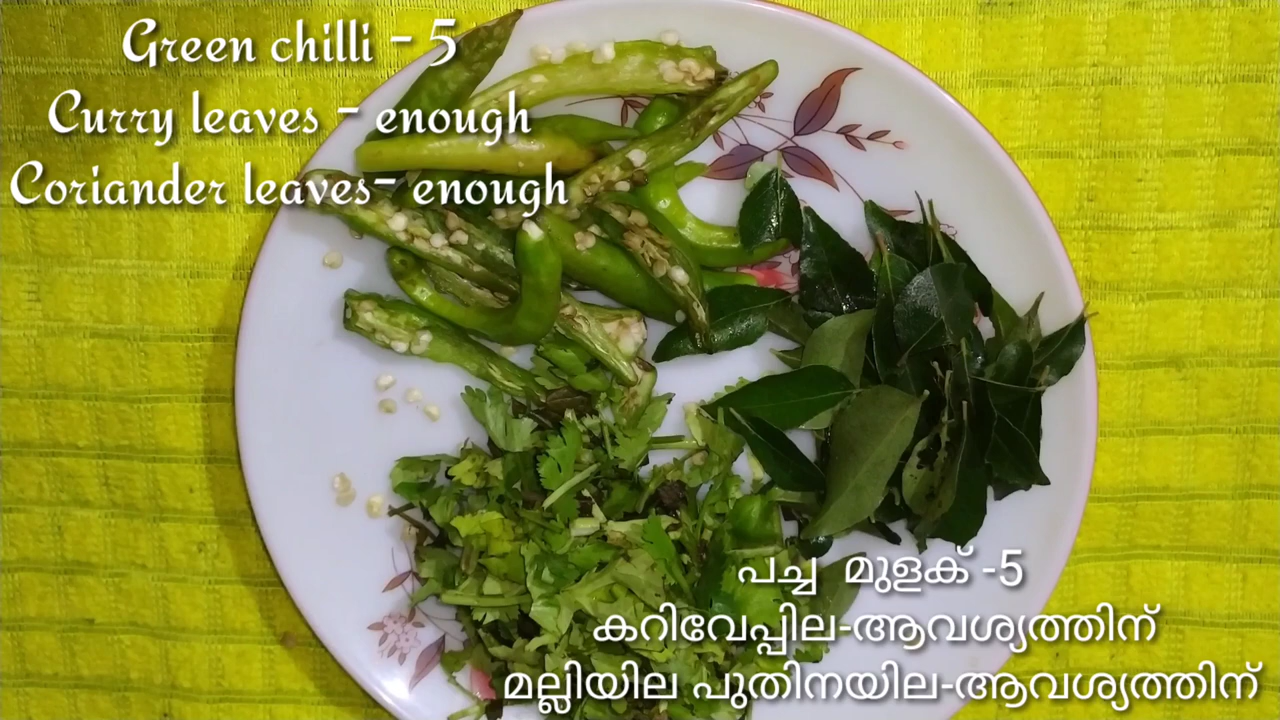 Green chilli - 5
Curry leaves - enough
Coriander leaves- enough
പച്ച മുളക് -5
കറിവേപ്പില-ആവശ്യത്തിന്
മല്ലിയില പുതിനയില-ആവശ്യത്തിന്